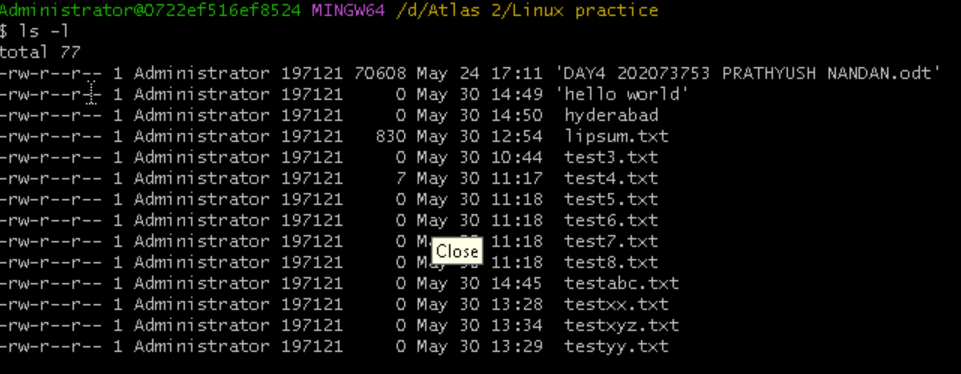 Administrator@0722ef516ef8524 MINGW64 /d/Atlas 2/Linux practice
$ ls -l
total 77
-rw-r--r-- 1 Administrator 197121 70608 May 24 17:11 'DAY4 202073753 PRATHYUSH NANDAN.odt'
-rw-r--r-- 1 Administrator 197121 0 May 30 14:49 'hello world'
-rw-r--r-- 1 Administrator 197121 0 May 30 14:50 hyderabad
-rw-r--r-- 1 Administrator 197121 830 May 30 12:54 lipsum.txt
-rw-r--r-- 1 Administrator 197121 0 May 30 10:44 test3.txt
-rw-r--r-- 1 Administrator 197121 7 May 30 11:17 test4.txt
-rw-r--r-- 1 Administrator 197121 0 May 30 11:18 test5.txt
-rw-r--r-- 1 Administrator 197121 0 May 30 11:18 test6.txt
-rw-r--r-- 1 Administrator 197121 0 11:18 test7.txt
Close
-rw-r--r-- 1 Administrator 197121 0 11:18 test8.txt
-rw-r--r-- 1 Administrator 197121 0 May 30 14:45 testabc.txt
-rw-r--r-- 1 Administrator 197121 0 May 30 13:28 testxx.txt
-rw-r--r-- 1 Administrator 197121 0 May 30 13:34 testxyz.txt
-rw-r--r-- 1 Administrator 197121 0 May 30 13:29 testyy.txt